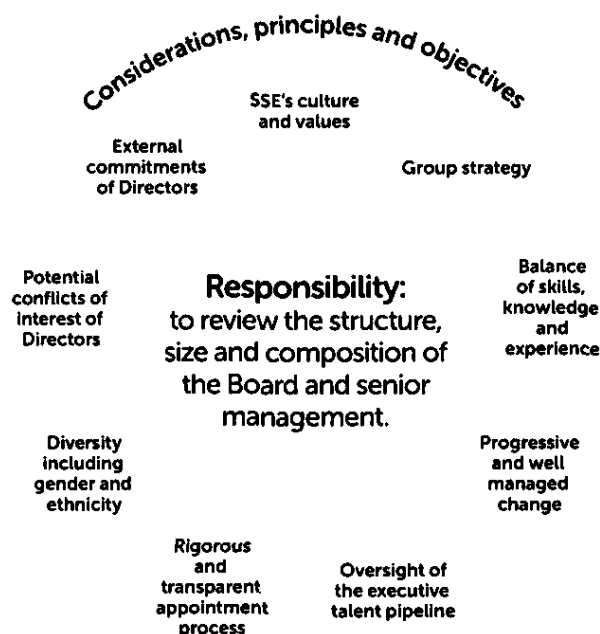 Considerations, principles and objectives
SSE's culture
and values
External
commitments
of Directors
Group strategy
Potential
conflicts of
interest of
Directors
Responsibility:
to review the structure,
size and composition of
the Board and senior
management.
Balance
of skills,
knowledge
and
experience
Diversity
including
gender and
ethnicity
Progressive
and well
managed
change
Rigorous
and
transparent
appointment
process
Oversight of
the executive
talent pipeline